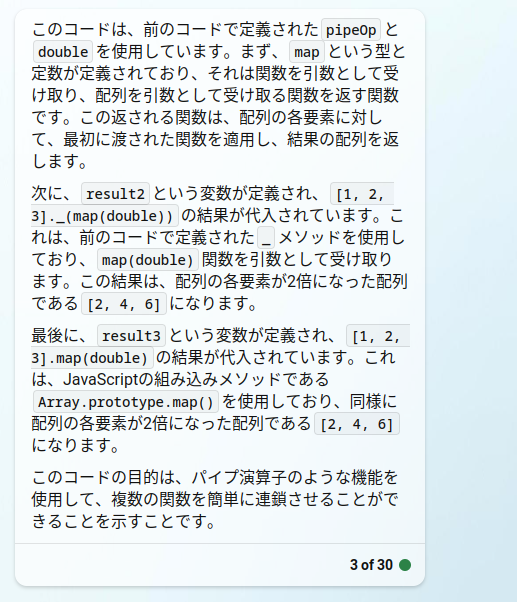 このコードは、前のコードで定義された pipeOp と
double を使用しています。まず、 map という型と
定数が定義されており、それは関数を引数として受
け取り、配列を引数として受け取る関数を返す関数
です。この返される関数は、配列の各要素に対し
て、最初に渡された関数を適用し、結果の配列を返
します。
次に、 result2 という変数が定義され、 [1, 2,
3]._(map(double)) の結果が代入されています。こ
れは、前のコードで定義された _ メソッドを使用し
ており、 map(double) 関数を引数として受け取り
ます。この結果は、配列の各要素が2倍になった配列
である [2, 4, 6] になります。
最後に、 result3 という変数が定義され、 [1, 2,
3].map(double) の結果が代入されています。これ
は、JavaScriptの組み込みメソッドである
Array.prototype.map() を使用しており、同様に
配列の各要素が2倍になった配列である [2, 4, 6]
になります。
このコードの目的は、パイプ演算子のような機能を
使用して、複数の関数を簡単に連鎖させることがで
きることを示すことです。
3 of 30